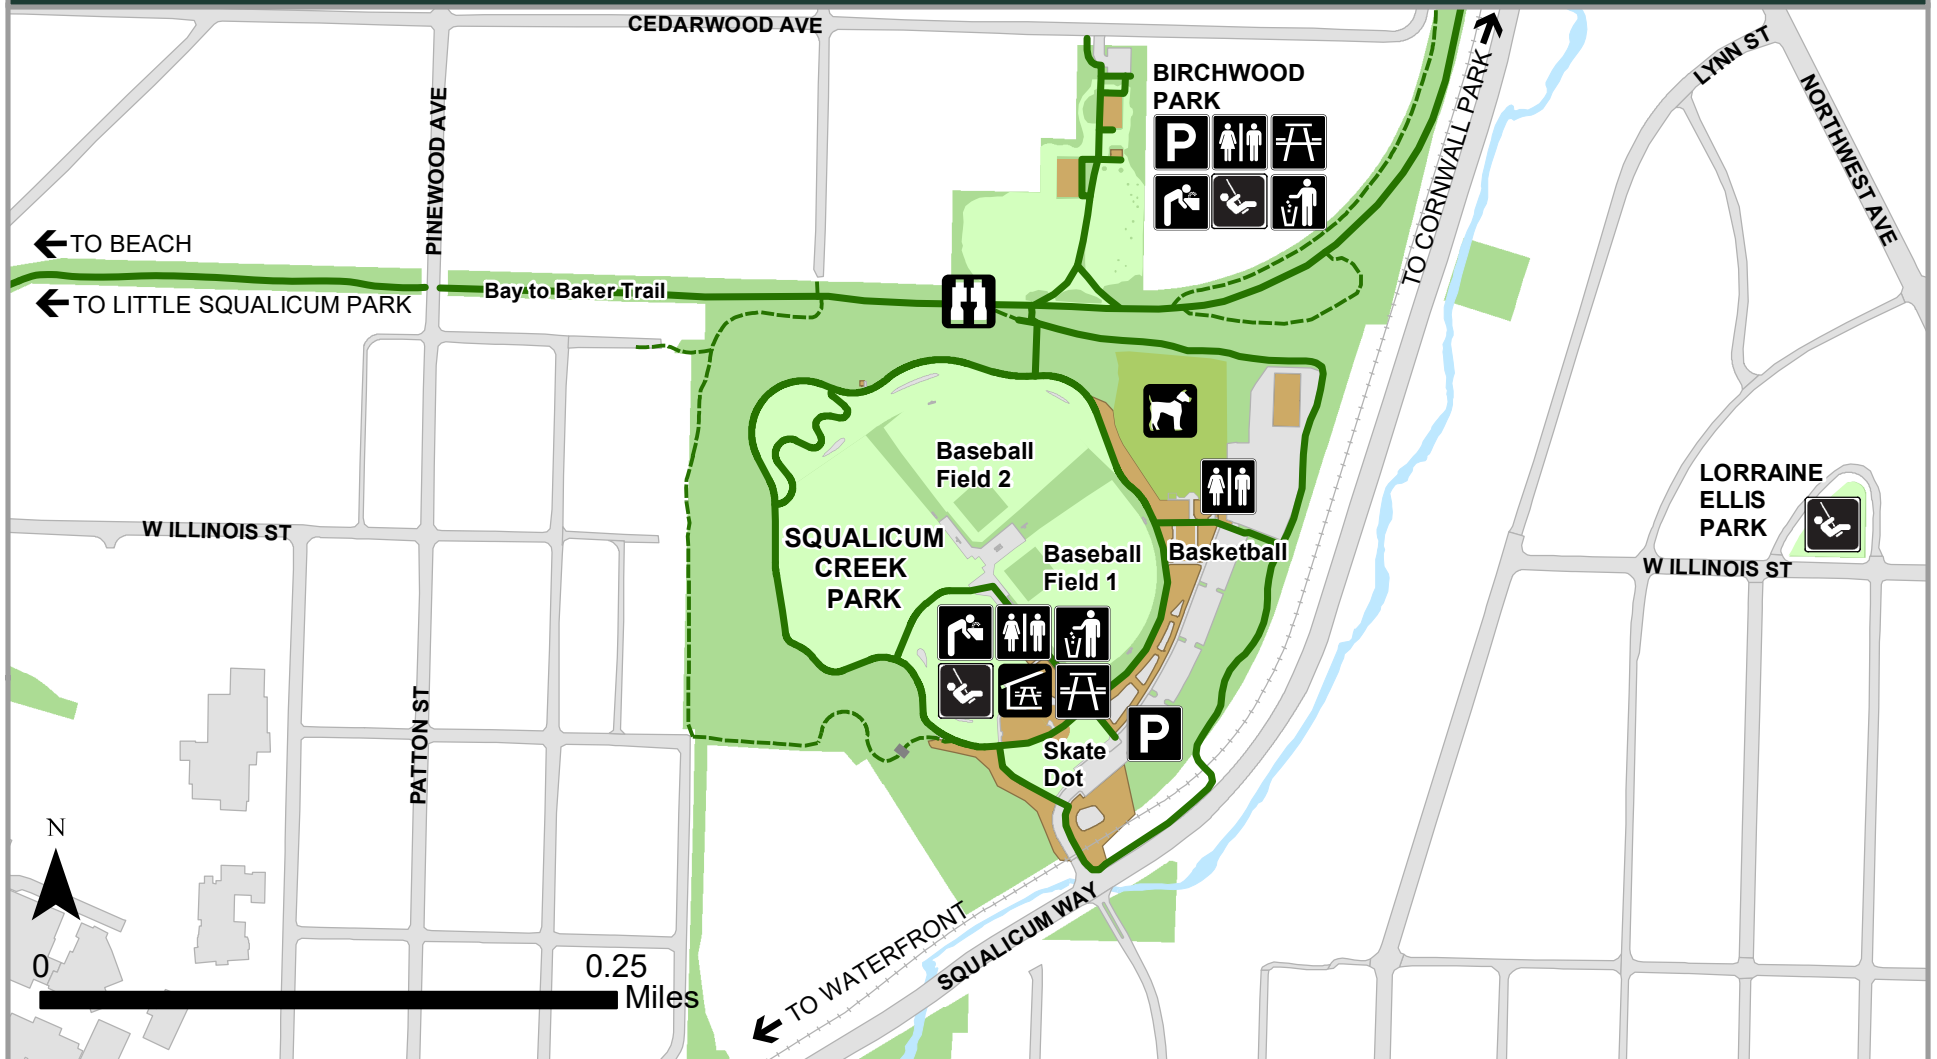 CEDARWOOD AVE
LYNN ST
BIRCHWOOD
PARK
P
TO CORNWALL PARK
NORTHWEST AVE
PINEWOOD AVE
TO BEACH
Bay to Baker Trail
TO LITTLE SQUALICUM PARK
Baseball
Field 2
LORRAINE
ELLIS
PARK
W ILLINOIS ST
SQUALICUM
CREEK
PARK
Baseball
Field 1
Basketball
W ILLINOIS ST
PATTON ST
P
Skate
Dot
N
SQUALICUM WAY
TO WATERFRONT
0
0.25
Miles